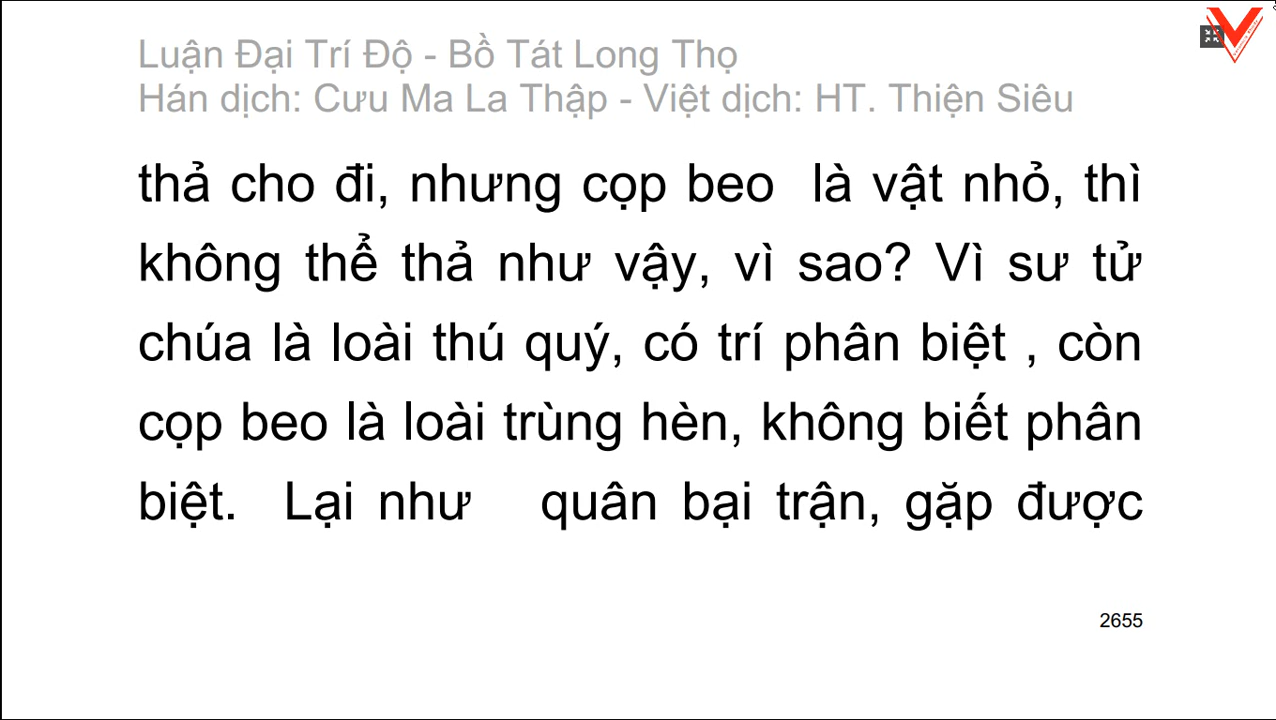 Luận Đại Trí Độ - Bồ Tát Long Thọ
Hán dịch: Cưu Ma La Thập - Việt dịch: HT. Thiện Siêu
thả cho đi, nhưng cọp beo  là vật nhỏ, thì
không thể thả như vậy, vì sao? Vì sư tử
chúa là loài thú quý, có trí phân biệt , còn
cọp beo là loài trùng hèn, không biết phân
biệt.  Lại như   quân bại trận, gặp được
2655